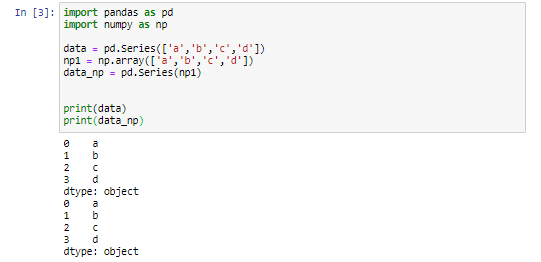 In [3]: import pandas as pd
import numpy as np
data = pd.Series(['a','b','c','d'])
np1 = np.array(['a','b','c','d'])
data_np = pd.Series(np1)
print(data)
print(data_np)
0    a
1    b
2    c
3    d
dtype: object
0    a
1    b
2    c
3    d
dtype: object